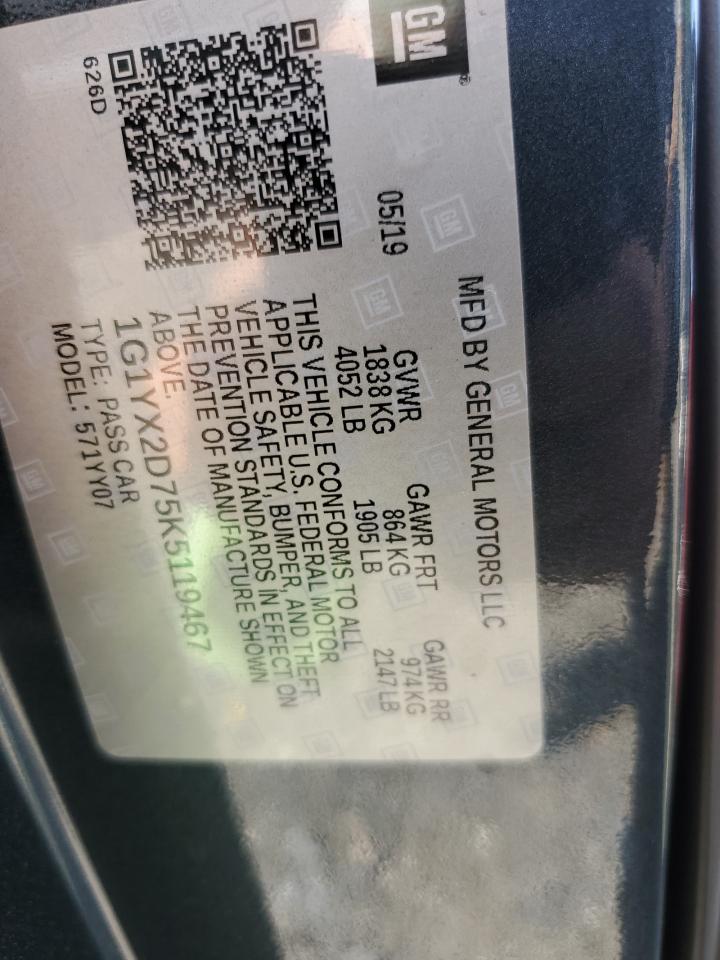 GM
MFD BY GENERAL MOTORS LLC
05/19
GVWR GAWR FRT GAWR RR
1838 KG 864 KG 974 KG
4052 LB 1905 LB 2147 LB
THIS VEHICLE CONFORMS TO ALL
APPLICABLE U.S. FEDERAL MOTOR
VEHICLE SAFETY, BUMPER, AND THEFT
PREVENTION STANDARDS IN EFFECT ON
THE DATE OF MANUFACTURE SHOWN
ABOVE.
1G1YX2D75K5119467
TYPE: PASS CAR
MODEL: 571YY07
626D